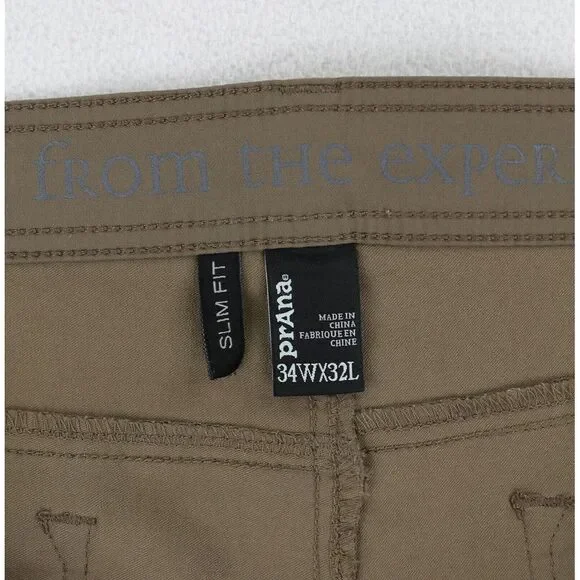 from the exper
SLIM FIT
prAna®
MADE IN
CHINA
FABRIQUE EN
CHINE
34WX32L